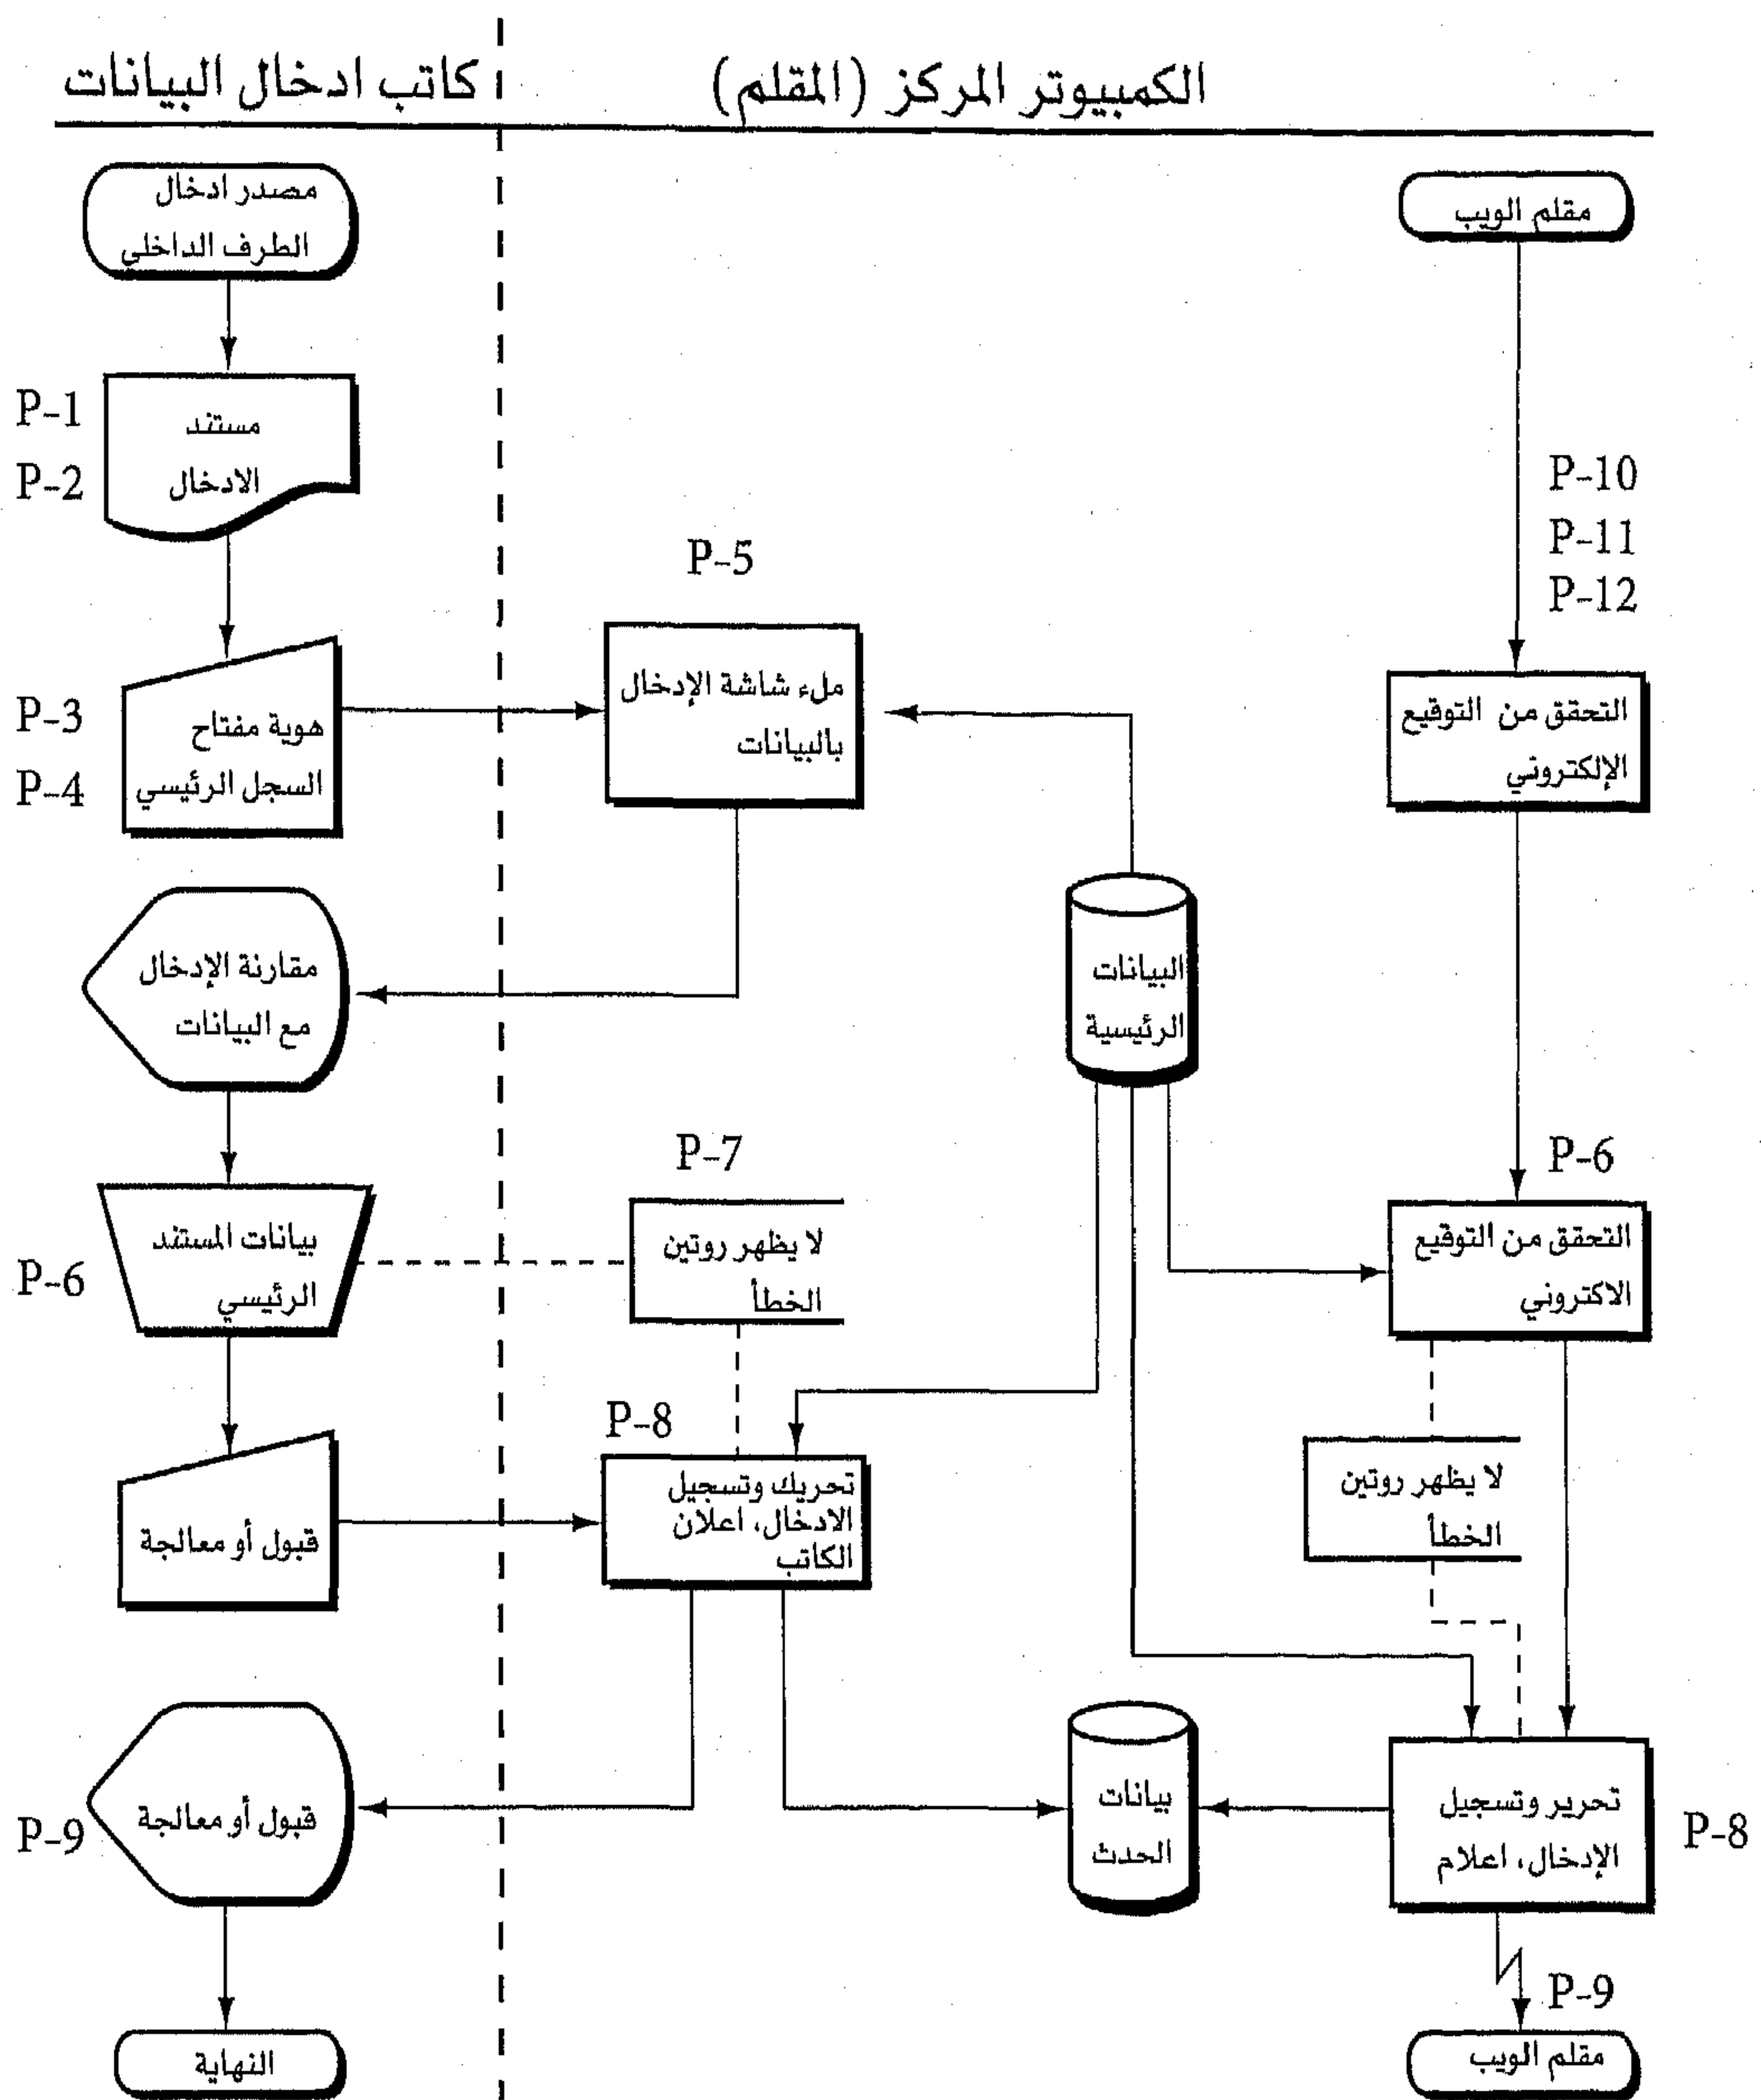 الكمبيوتر المركز (المقلم)
كاتب ادخال البيانات
مصدر ادخال
الطرف الداخلي
مقلم الويب
P-1
مستند
P-2
الادخال
P-10
P-11
P-12
P-5
P-3
هوية مفتاح
P-4
السجل الرئيسي
ملء شاشة الإدخال
بالبيانات
التحقق من التوقيع
الإلكتروني
مقارنة الإدخال
مع البيانات
البيانات
الرئيسية
P-7
P-6
P-6
بيانات المستند
الرئيسي
لا يظهر روتين
الخطأ
التحقق من التوقيع
الاكتروني
P-8
قبول أو معالجة
تحريك وتسجيل
الادخال، اعلان
الكاتب
لا يظهر روتين
الخطأ
P-9
قبول أو معالجة
بيانات
الحدث
تحرير وتسجيل
الإدخال، اعلام
P-8
P-9
النهاية
مقلم الويب